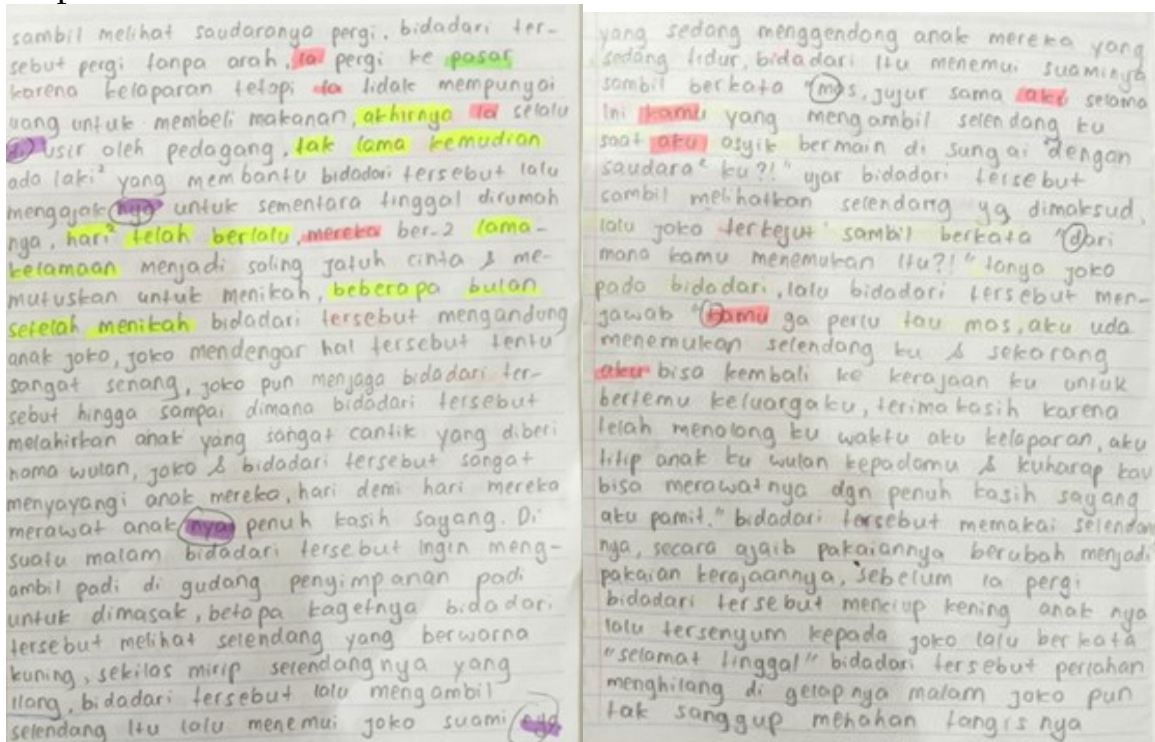 sambil melihat saudaranya pergi, bidadari ter-
sebut pergi tanpa arah, ia pergi ke pasar
karena kelaparan tetapi ia tidak mempunyai
uang untuk membeli makanan, akhirnya ia selalu
di usir oleh pedagang, tak lama kemudian
ada laki² yang membantu bidadari tersebut lalu
mengajak nya untuk sementara tinggal dirumah
nya, hari² telah berlalu, mereka ber-2 lama-
kelamaan menjadi saling jatuh cinta & me-
mutuskan untuk menikah, beberapa bulan
setelah menikah bidadari tersebut mengandung
anak joko, joko mendengar hal tersebut tentu
sangat senang, joko pun menjaga bidadari ter-
sebut hingga sampai dimana bidadari tersebut
melahirkan anak yang sangat cantik yang diberi
nama wulan, joko & bidadari tersebut sangat
menyayangi anak mereka, hari demi hari mereka
merawat anak nya penuh kasih sayang. Di
suatu malam bidadari tersebut ingin meng-
ambil padi di gudang penyimpanan padi
untuk dimasak, betapa kagetnya bidadari
tersebut melihat selendang yang berwarna
kuning, sekilas mirip selendang nya yang
ilang, bidadari tersebut lalu mengambil
selendang itu lalu menemui joko suami nya
yang sedang menggendong anak mereka yang
sedang tidur, bidadari itu menemui suaminya
sambil berkata "mas, jujur sama aku selama
ini kamu yang mengambil selendang ku
saat aku asyik bermain di sungai dengan
saudara² ku?!" ujar bidadari tersebut
sambil melihatkan selendang yg dimaksud,
lalu joko terkejut sambil berkata "dari
mana kamu menemukan itu?!" tanya joko
pada bidadari, lalu bidadari tersebut men-
jawab "kamu ga perlu tau mas, aku uda
menemukan selendang ku & sekarang
aku bisa kembali ke kerajaan ku untuk
bertemu keluargaku, terima kasih karena
telah menolong ku waktu aku kelaparan, aku
titip anak ku wulan kepadamu & kuharap kau
bisa merawatnya dgn penuh kasih sayang
aku pamit." bidadari tersebut memakai selendang
nya, secara ajaib pakaiannya berubah menjadi
pakaian kerajaannya, sebelum ia pergi
bidadari tersebut mencium kening anak nya
lalu tersenyum kepada joko lalu berkata
"selamat tinggal" bidadari tersebut perlahan
menghilang di gelap nya malam joko pun
tak sanggup menahan tangis nya